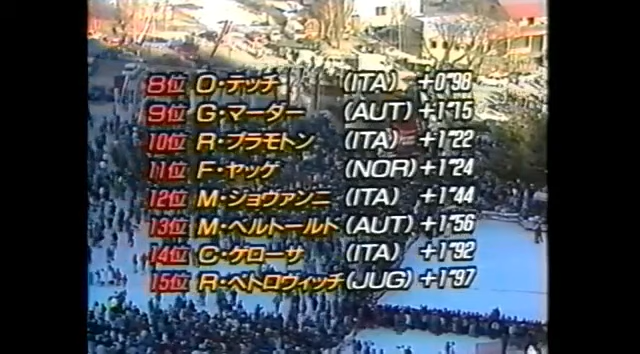 8位 O・テッチ (ITA) +0"98
9位 G・マーダー (AUT) +1"15
10位 R・プラモトン (ITA) +1"22
11位 F・ヤッゲ (NOR) +1"24
12位 M・ジョヴァンニ (ITA) +1"44
13位 M・ベルトールト (AUT) +1"56
14位 C・ゲローサ (ITA) +1"92
15位 R・ペトロウィッチ (JUG) +1"97